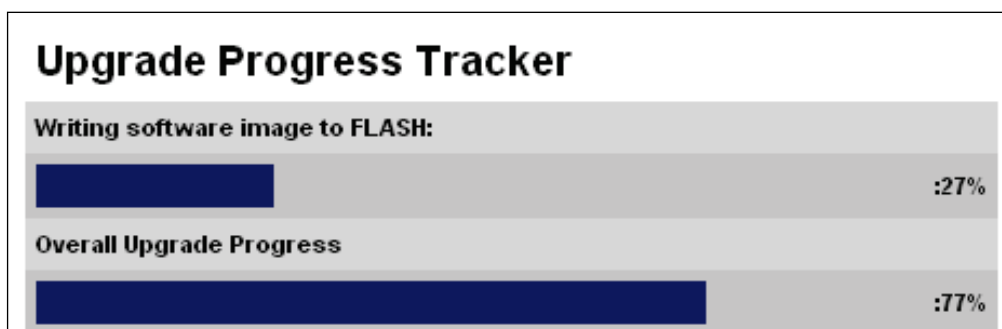 Upgrade Progress Tracker
Writing software image to FLASH:
:27%
Overall Upgrade Progress
:77%